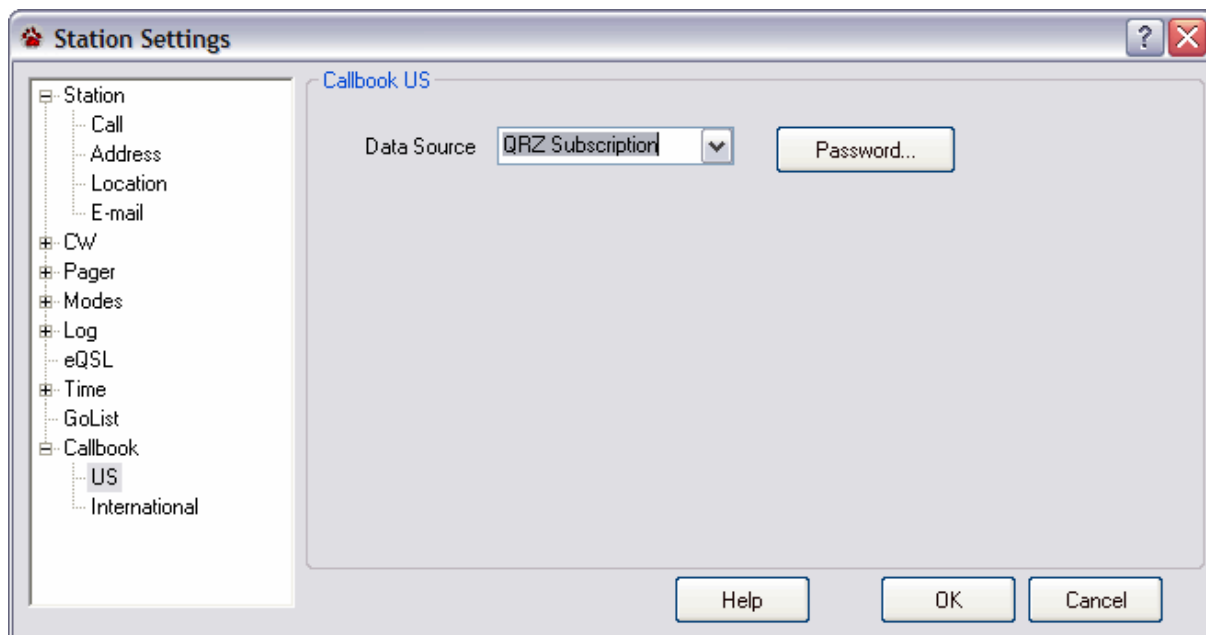 Station Settings
Station
Call
Address
Location
E-mail
CW
Pager
Modes
Log
eQSL
Time
GoList
Callbook
US
International
Callbook US
Data Source
QRZ Subscription
Password...
Help
OK
Cancel